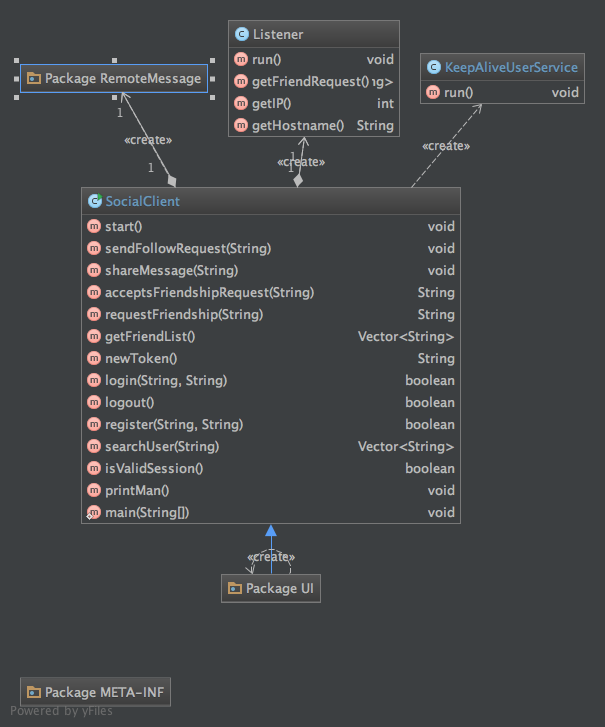 Listener
run() void
getFriendRequest() ng>
getIP() int
getHostname() String
KeepAliveUserService
run() void
Package RemoteMessage
1
«create»
1
«create»
1
1
«create»
SocialClient
start() void
sendFollowRequest(String) void
shareMessage(String) void
acceptsFriendshipRequest(String) String
requestFriendship(String) String
getFriendList() Vector<String>
newToken() String
login(String, String) boolean
logout() boolean
register(String, String) boolean
searchUser(String) Vector<String>
isValidSession() boolean
printMan() void
main(String[]) void
«create»
Package UI
Package META-INF
Powered by yFiles